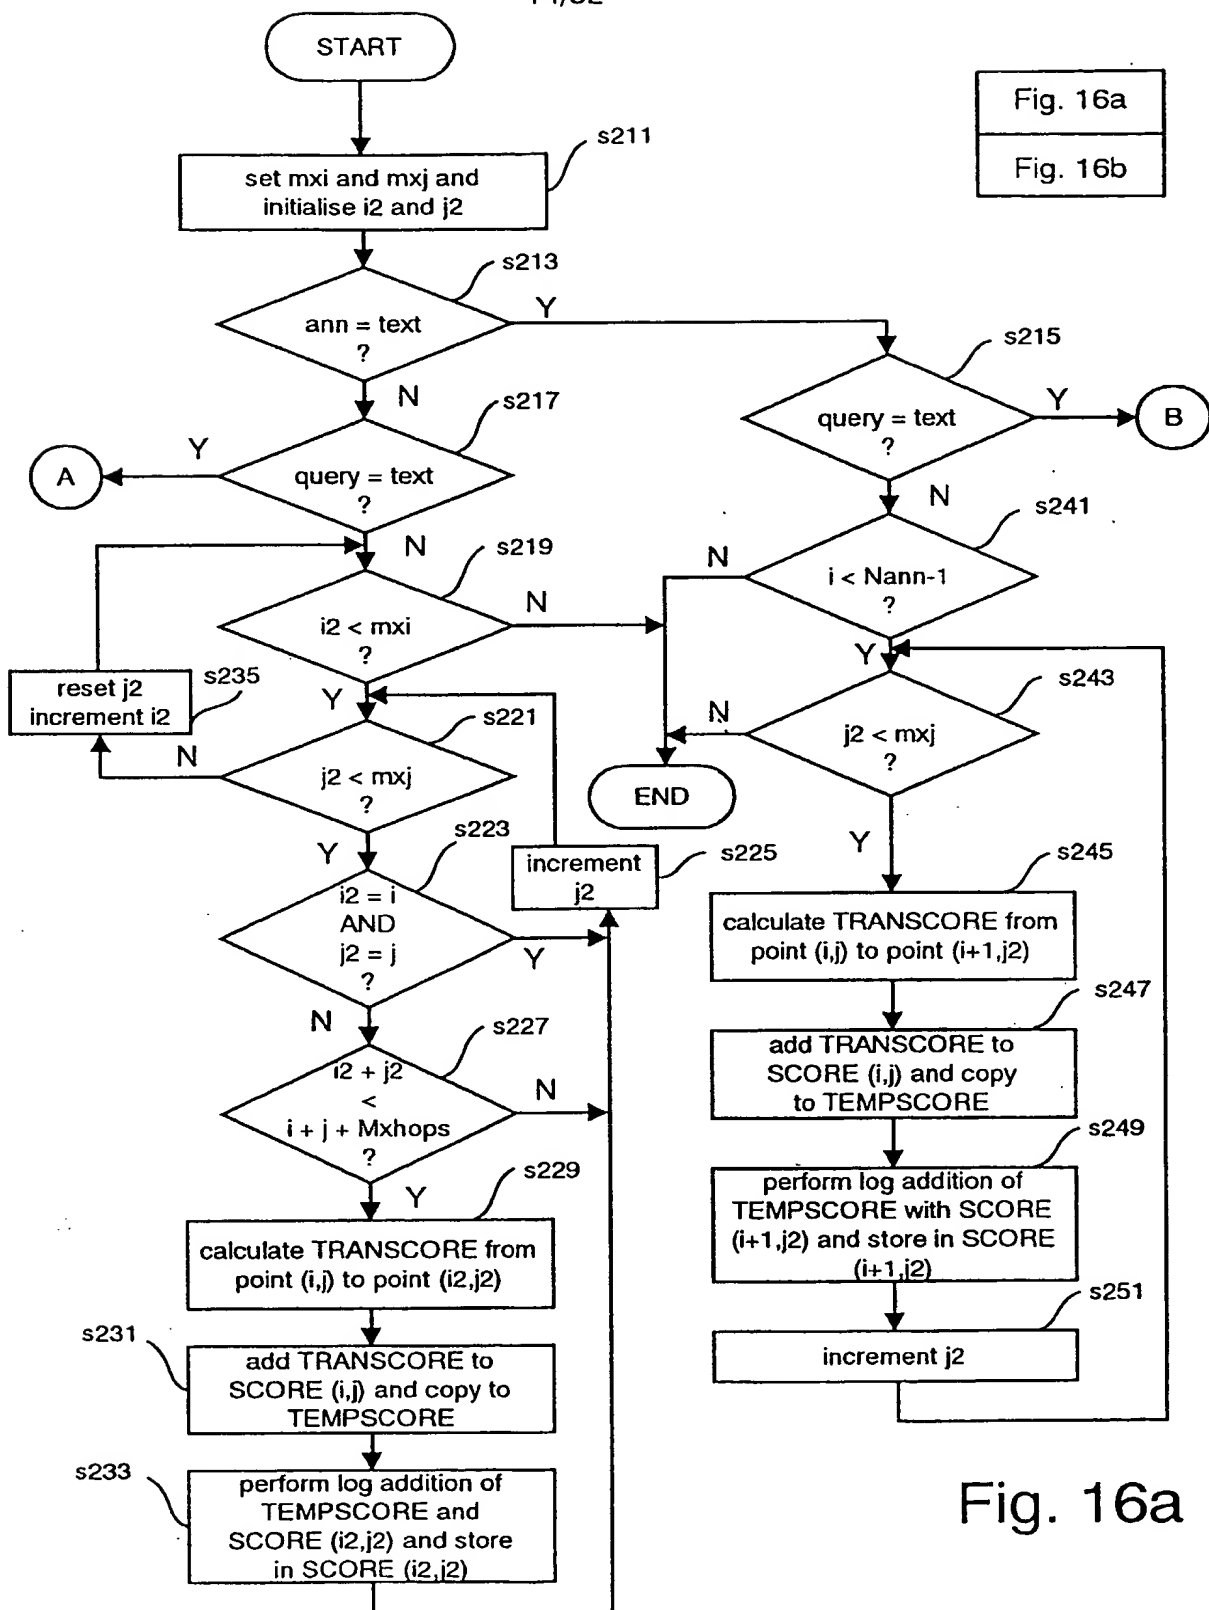 START
Fig. 16a
Fig. 16b
s211
set mxi and mxj and
initialise i2 and j2
s213
ann = text
?
Y
N
s215
query = text
?
Y
B
N
s217
query = text
?
Y
A
N
s241
i < Nann-1
?
N
Y
s219
i2 < mxi
?
N
Y
s235
reset j2
increment i2
s243
j2 < mxj
?
N
Y
s221
j2 < mxj
?
N
Y
END
s223
i2 = i
AND
j2 = j
?
Y
N
s225
increment
j2
s245
calculate TRANSCORE from
point (i,j) to point (i+1,j2)
s227
i2 + j2
<
i + j + Mxhops
?
N
Y
s247
add TRANSCORE to
SCORE (i,j) and copy
to TEMPSCORE
s229
calculate TRANSCORE from
point (i,j) to point (i2,j2)
s249
perform log addition of
TEMPSCORE with SCORE
(i+1,j2) and store in SCORE
(i+1,j2)
s231
add TRANSCORE to
SCORE (i,j) and copy to
TEMPSCORE
s251
increment j2
s233
perform log addition of
TEMPSCORE and
SCORE (i2,j2) and store
in SCORE (i2,j2)
Fig. 16a